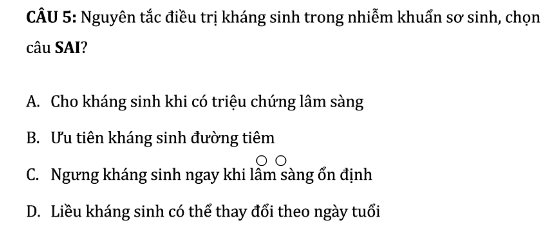 CÂU 5: Nguyên tắc điều trị kháng sinh trong nhiễm khuẩn sơ sinh, chọn
câu SAI?
A. Cho kháng sinh khi có triệu chứng lâm sàng
B. Ưu tiên kháng sinh đường tiêm
C. Ngưng kháng sinh ngay khi lâm sàng ổn định
D. Liều kháng sinh có thể thay đổi theo ngày tuổi